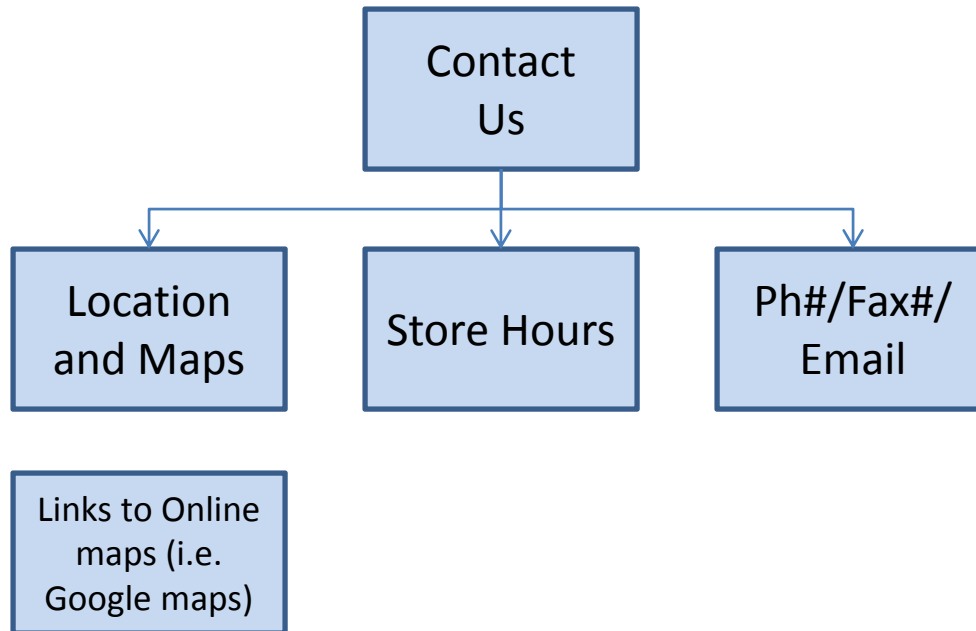 Contact
Us
Location
and Maps
Store Hours
Ph#/Fax#/
Email
Links to Online
maps (i.e.
Google maps)